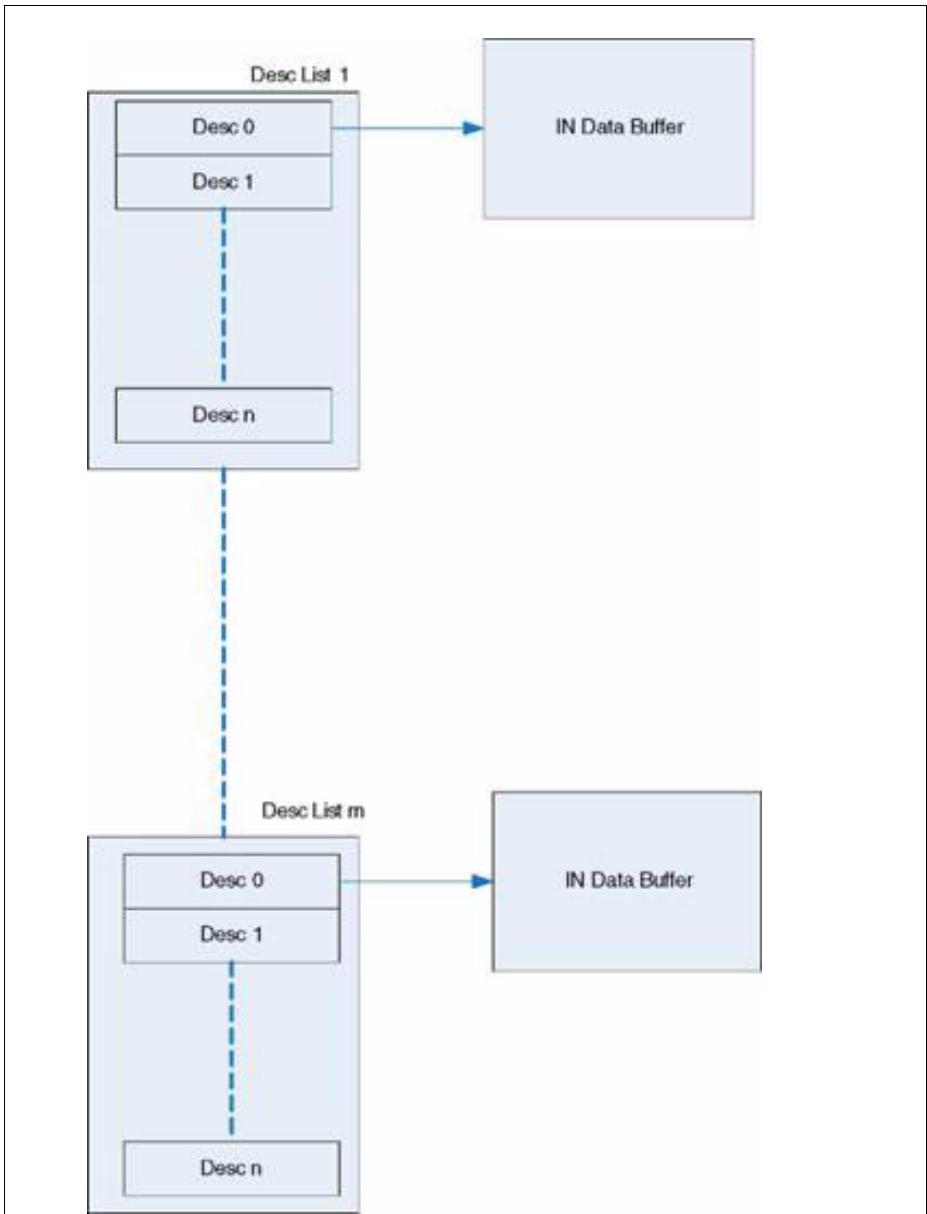 Desc List 1
Desc 0
IN Data Buffer
Desc 1
Desc n
Desc List m
Desc 0
IN Data Buffer
Desc 1
Desc n